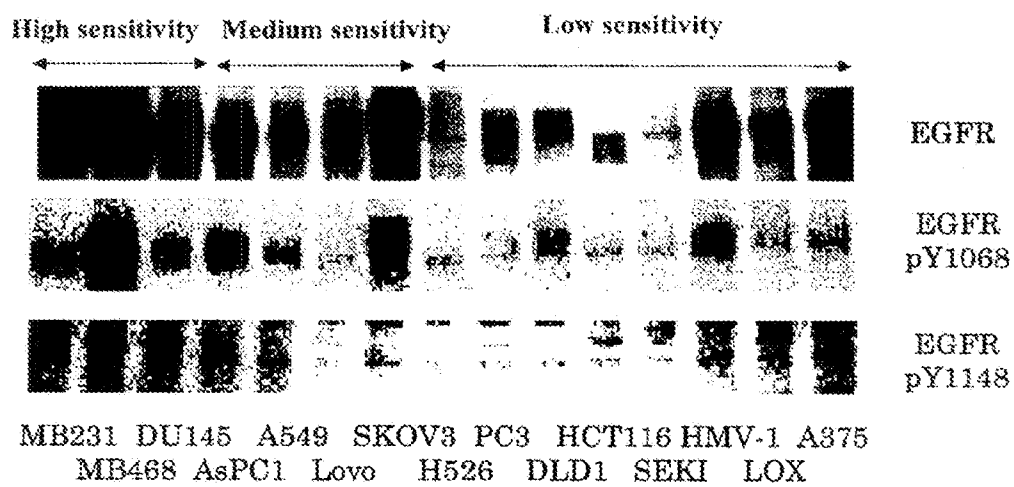 High sensitivity Medium sensitivity Low sensitivity
EGFR
EGFR
pY1068
EGFR
pY1148
MB231 DU145 A549 SKOV3 PC3 HCT116 HMV-1 A375
MB468 AsPC1 Lovo H526 DLD1 SEKI LOX